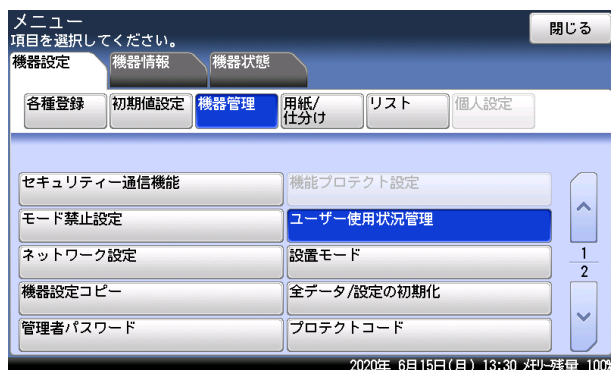 メニュー
閉じる
項目を選択してください。
機器設定 機器情報 機器状態
各種登録 初期値設定 機器管理 用紙/ リスト 個人設定
仕分け
セキュリティー通信機能 機能プロテクト設定
モード禁止設定 ユーザー使用状況管理
ネットワーク設定 設置モード
1
2
機器設定コピー 全データ/設定の初期化
管理者パスワード プロテクトコード
2020年 6月15日(月) 13:30 メモリー残量 100%